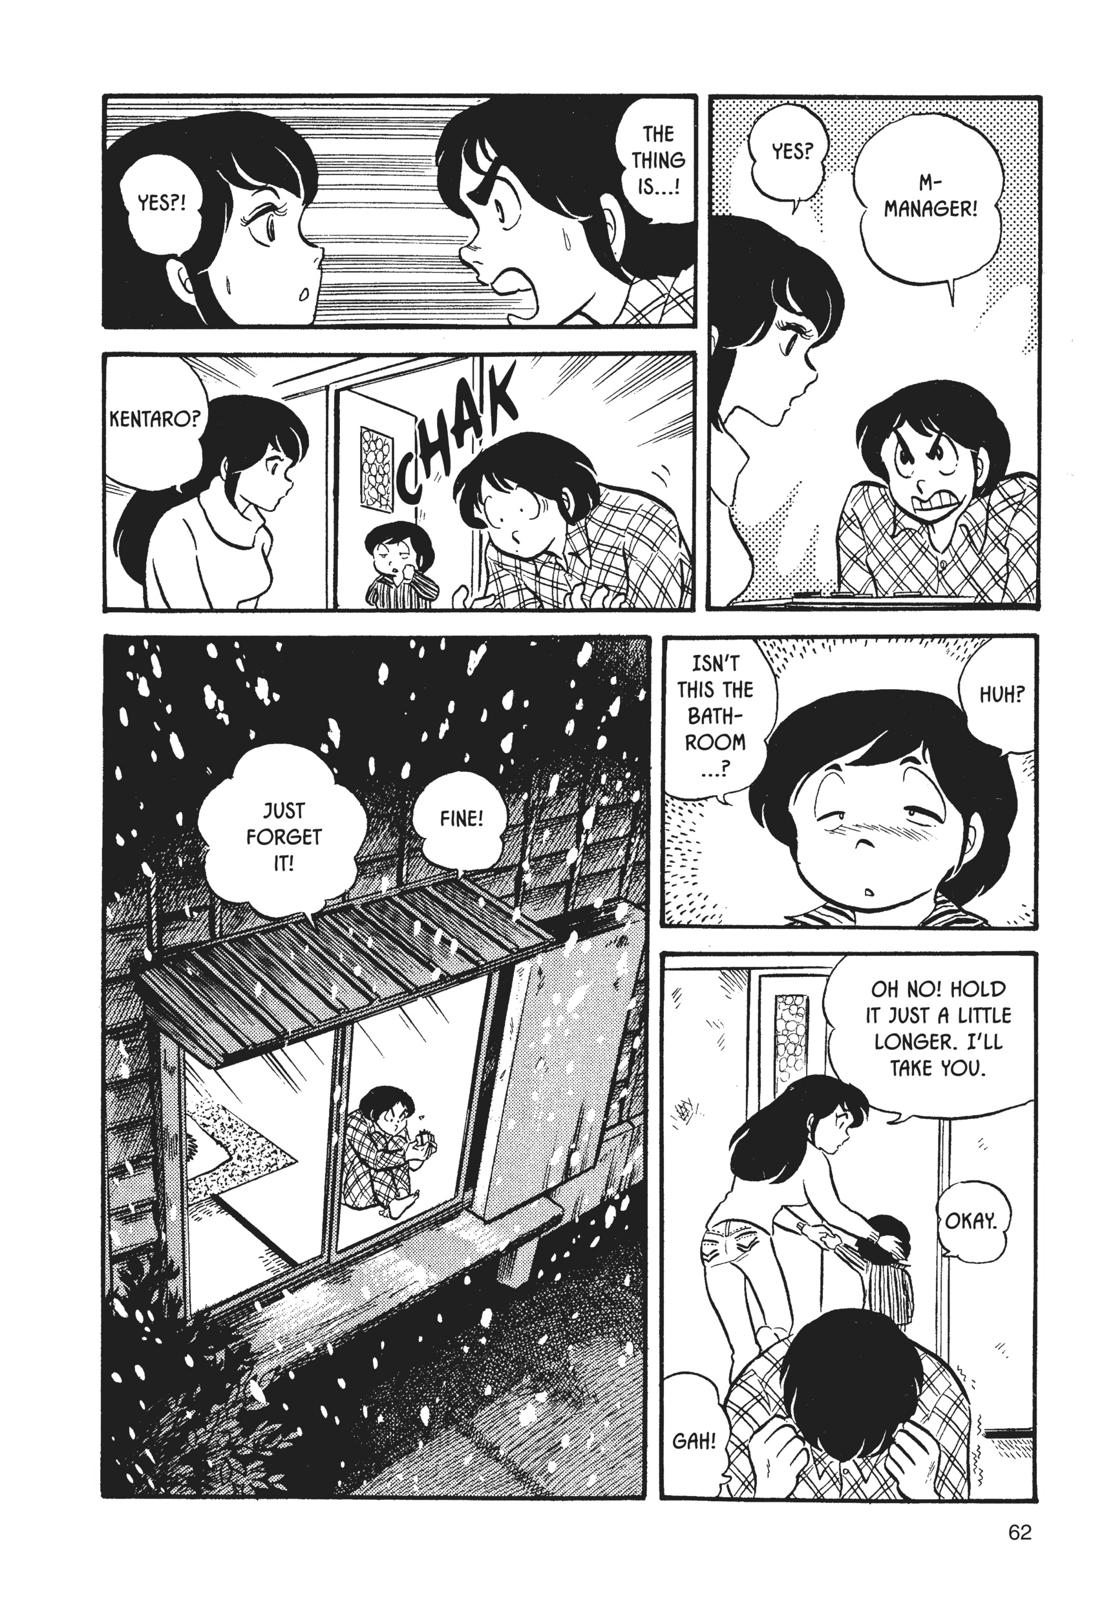 M-
MANAGER!
YES?
THE
THING
IS...!
YES?!
CHAK
KENTARO?
HUH?
ISN'T
THIS THE
BATH-
ROOM
...?
OH NO! HOLD
IT JUST A LITTLE
LONGER. I'LL
TAKE YOU.
OKAY.
GAH!
FINE!
JUST
FORGET
IT!
62